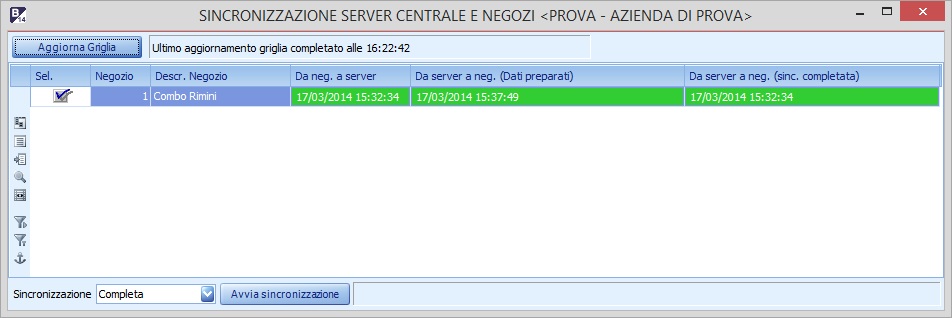 B
14
SINCRONIZZAZIONE SERVER CENTRALE E NEGOZI <PROVA - AZIENDA DI PROVA>
Aggiorna Griglia
Ultimo aggiornamento griglia completato alle 16:22:42
Sel. Negozio Descr. Negozio Da neg. a server Da server a neg. (Dati preparati) Da server a neg. (sinc. completata)
1 Combo Rimini 17/03/2014 15:32:34 17/03/2014 15:37:49 17/03/2014 15:32:34
Sincronizzazione Completa Avvia sincronizzazione